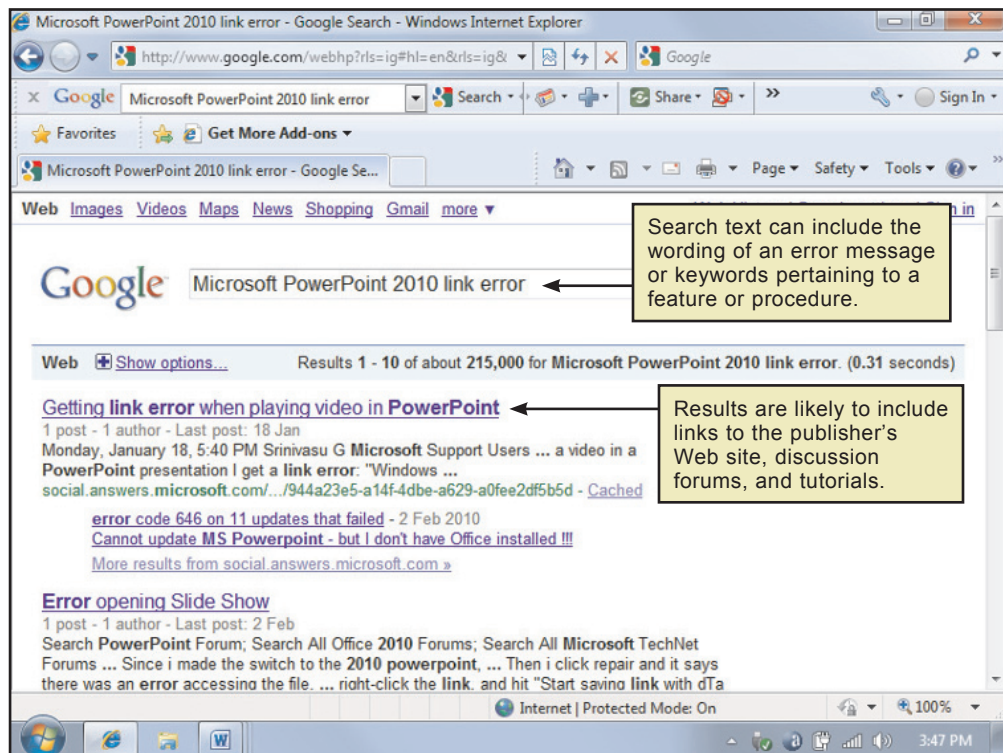 Microsoft PowerPoint 2010 link error - Google Search - Windows Internet Explorer
http://www.google.com/webhp?rls=ig#hl=en&rls=ig&
Google
x Google Microsoft PowerPoint 2010 link error Search Share >> Sign In
Favorites Get More Add-ons
Microsoft PowerPoint 2010 link error - Google Se... Page Safety Tools >>
Web Images Videos Maps News Shopping Gmail more in
Search text can include the
wording of an error message
or keywords pertaining to a
feature or procedure.
Google Microsoft PowerPoint 2010 link error
Web Show options... Results 1 - 10 of about 215,000 for Microsoft PowerPoint 2010 link error. (0.31 seconds)
Getting link error when playing video in PowerPoint
1 post - 1 author - Last post: 18 Jan
Monday, January 18, 5:40 PM Srinivasu G Microsoft Support Users ... a video in a
PowerPoint presentation I get a link error: "Windows ...
social.answers.microsoft.com/.../944a23e5-a14f-4dbe-a629-a0fee2df5b5d - Cached
Results are likely to include
links to the publisher's
Web site, discussion
forums, and tutorials.
error code 646 on 11 updates that failed - 2 Feb 2010
Cannot update MS Powerpoint - but I don't have Office installed !!!
More results from social.answers.microsoft.com »
Error opening Slide Show
1 post - 1 author - Last post: 2 Feb
Search PowerPoint Forum; Search All Office 2010 Forums; Search All Microsoft TechNet
Forums ... Since i made the switch to the 2010 powerpoint, ... Then i click repair and it says
there was an error accessing the file. ... right-click the link, and hit "Start saving link with dTa
Internet | Protected Mode: On 100%
3:47 PM